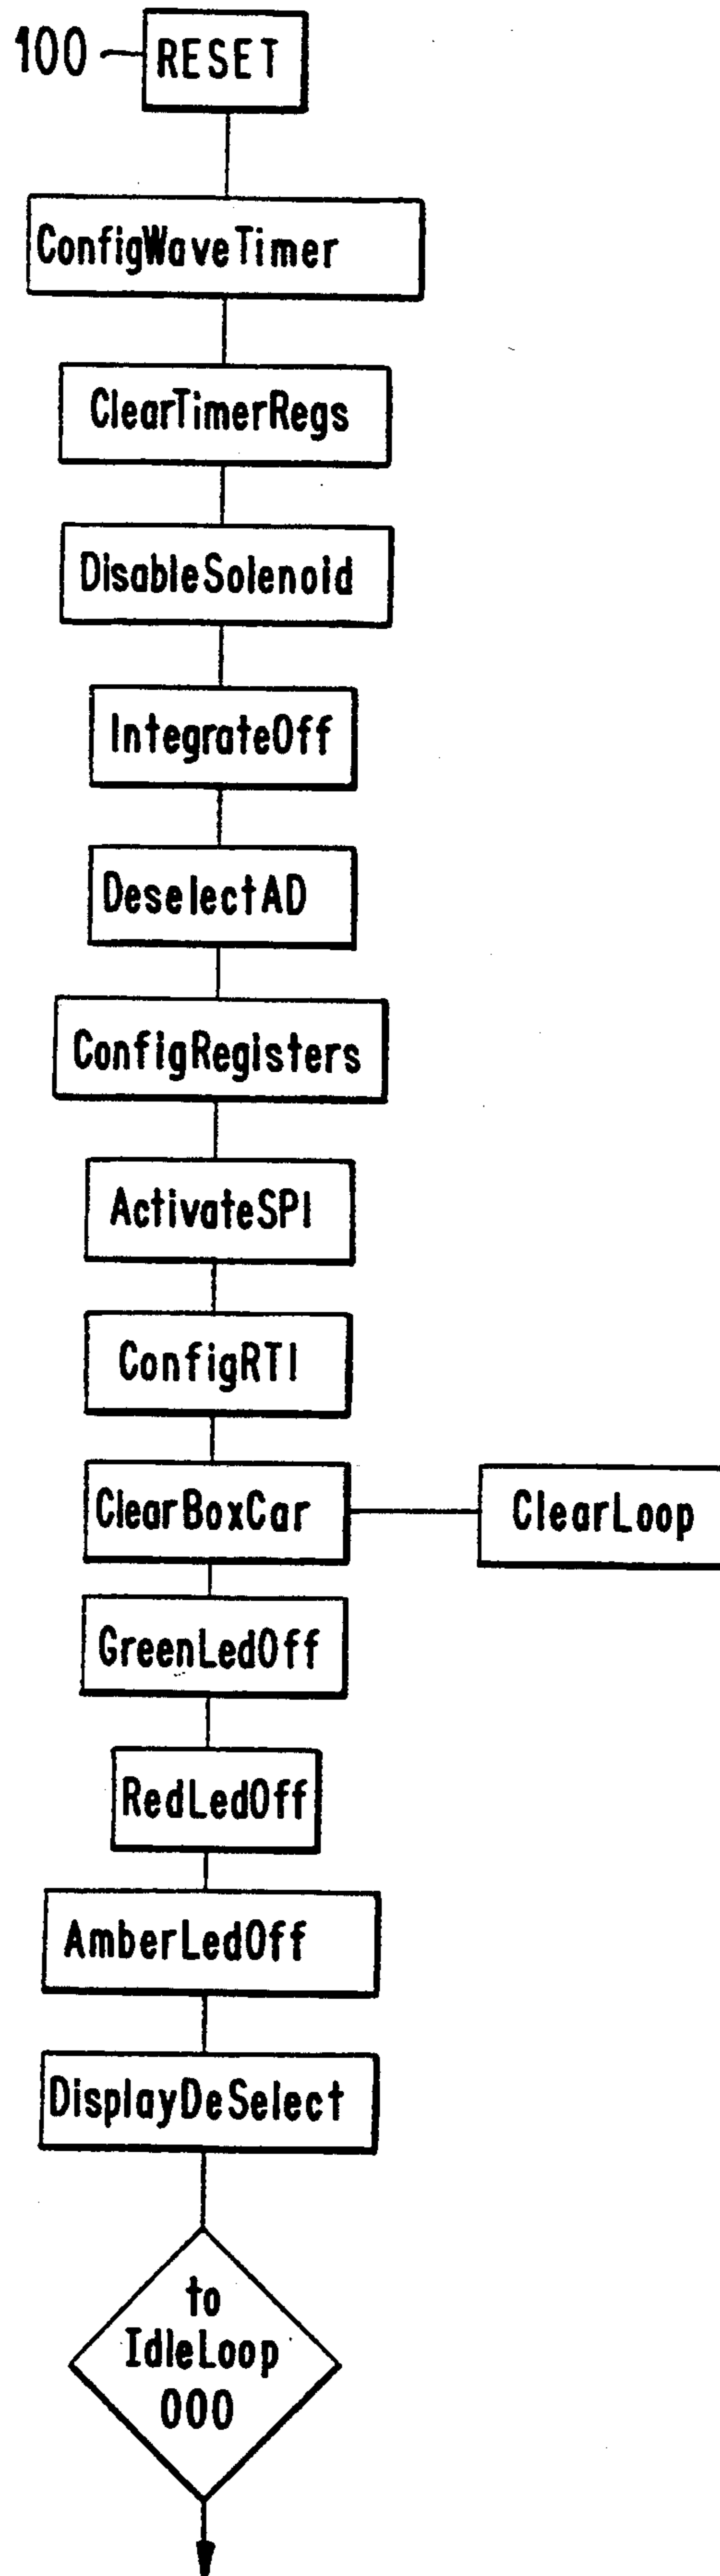 100 RESET
ConfigWaveTimer
ClearTimerRegs
DisableSolenoid
IntegrateOff
DeselectAD
ConfigRegisters
ActivateSPI
ConfigRTI
ClearBoxCar ClearLoop
GreenLedOff
RedLedOff
AmberLedOff
DisplayDeSelect
to
IdleLoop
000